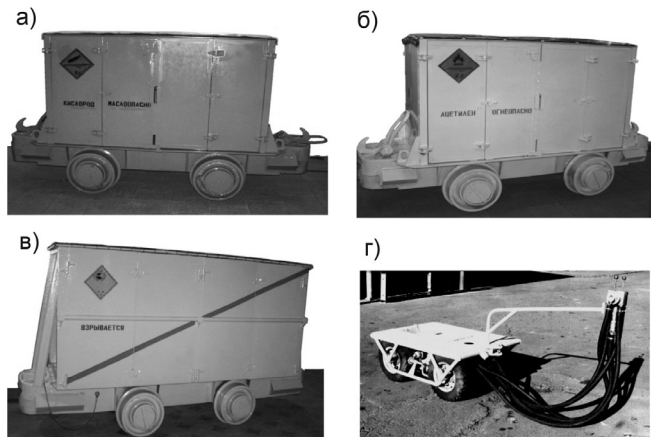 а)
б)
КИСЛОРОД МАСЛООПАСНО
АЦЕТИЛЕН ОГНЕОПАСНО
в)
г)
ВЗРЫВАЕТСЯ